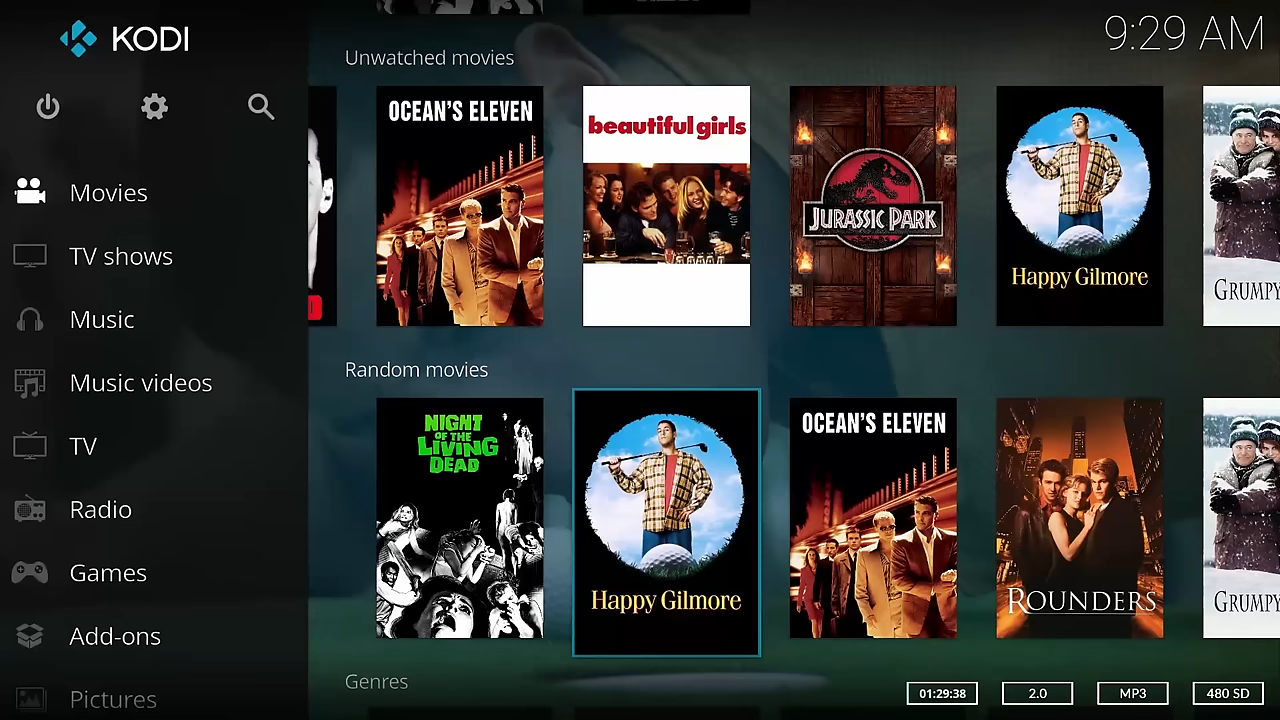 KODI
9:29 AM
Movies
TV shows
Music
Music videos
TV
Radio
Games
Add-ons
Pictures
Unwatched movies
OCEAN'S ELEVEN
beautiful girls
JURASSIC PARK
Happy Gilmore
GRUMPY
Random movies
NIGHT
OF THE
LIVING
DEAD
Happy Gilmore
OCEAN'S ELEVEN
ROUNDERS
GRUMPY
Genres
01:29:38
2.0
MP3
480 SD